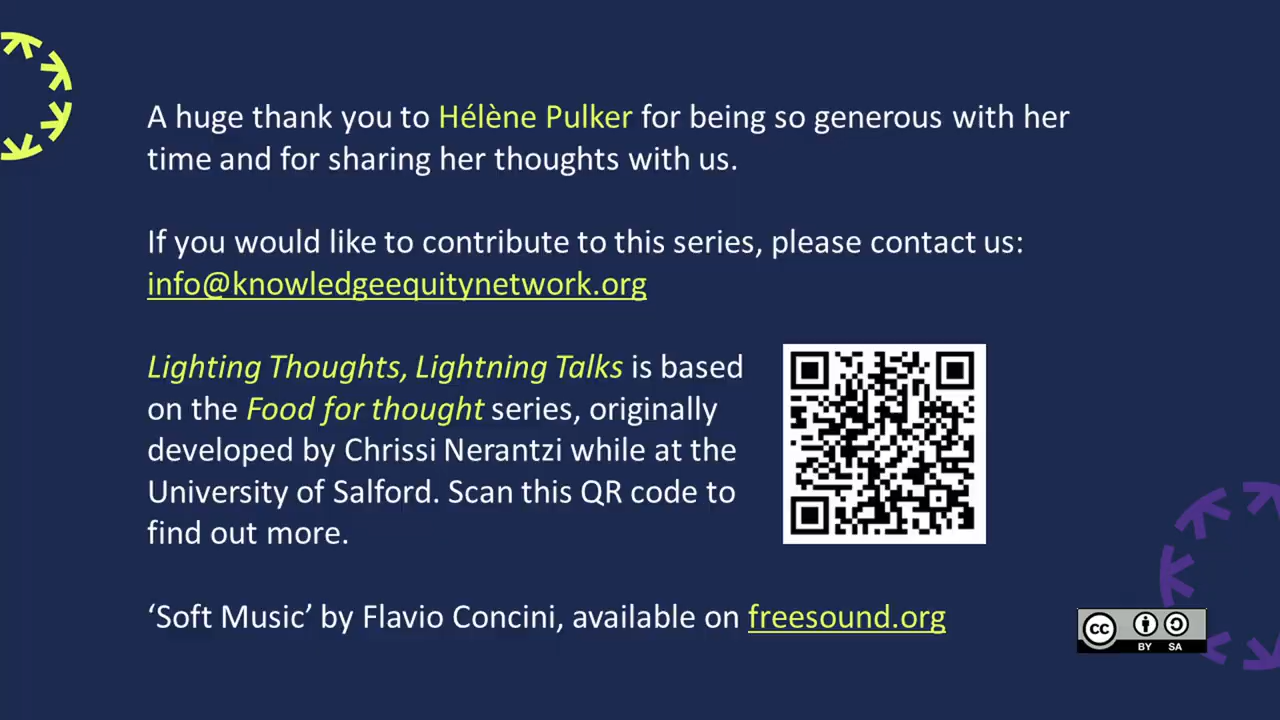 A huge thank you to Hélène Pulker for being so generous with her
time and for sharing her thoughts with us.
If you would like to contribute to this series, please contact us:
info@knowledgeequitynetwork.org
Lighting Thoughts, Lightning Talks is based
on the Food for thought series, originally
developed by Chrissi Nerantzi while at the
University of Salford. Scan this QR code to
find out more.
‘Soft Music’ by Flavio Concini, available on freesound.org
cc
BY SA